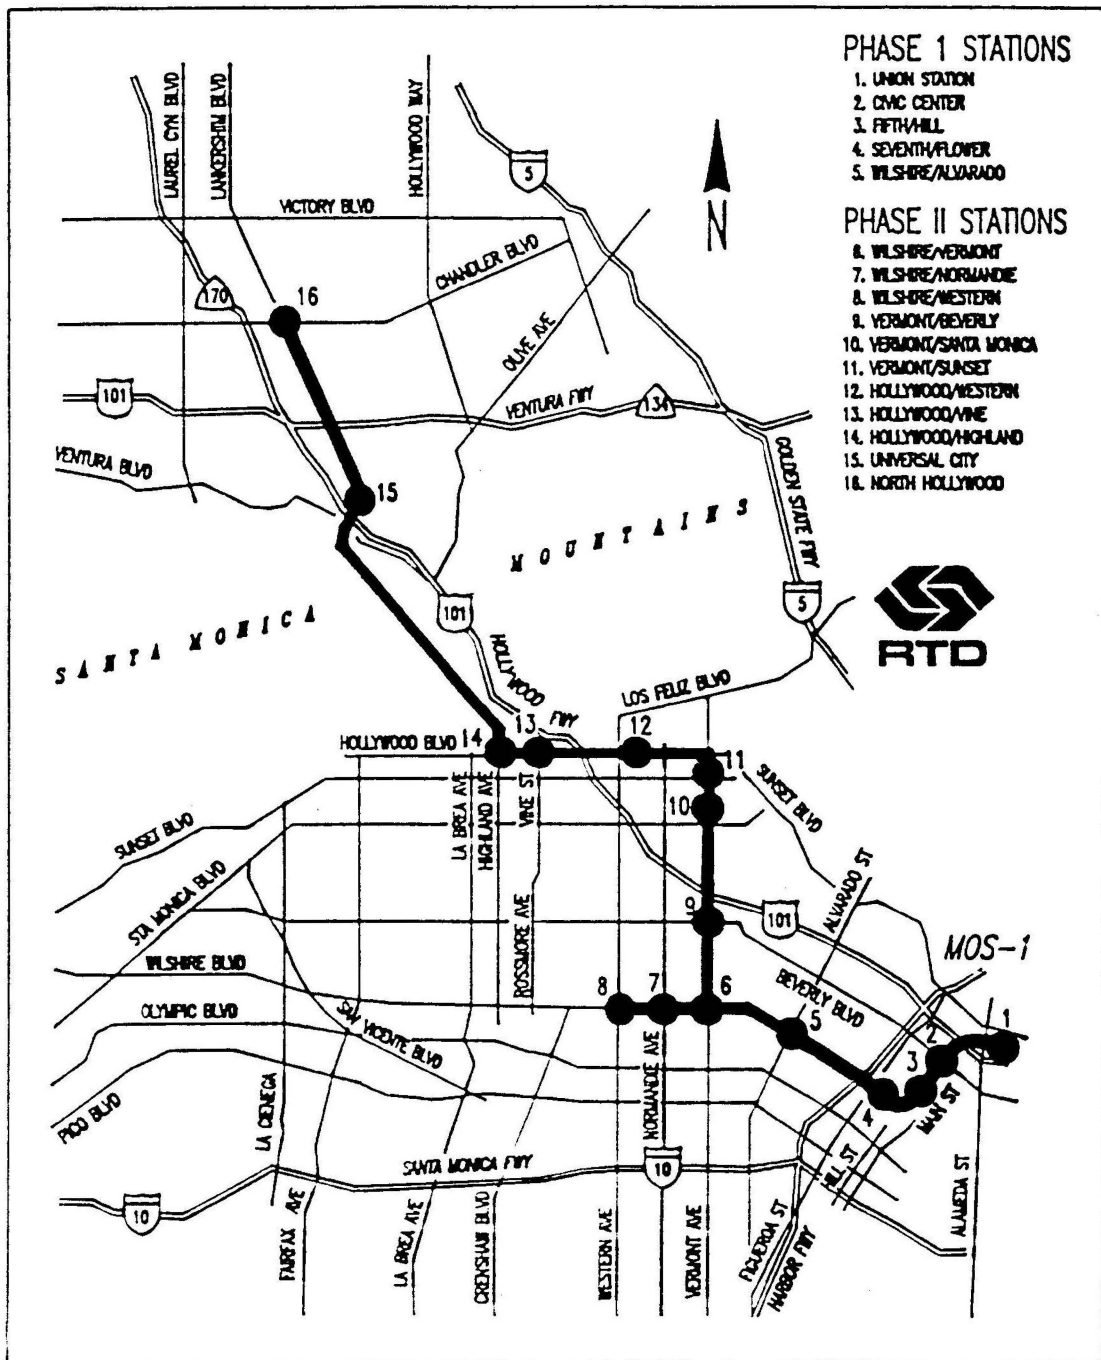 PHASE 1 STATIONS
1. UNION STATION
2. CIVIC CENTER
3. FIFTH/HILL
4. SEVENTH/FLOWER
5. WILSHIRE/ALVARADO
PHASE II STATIONS
6. WILSHIRE/VERMONT
7. WILSHIRE/NORMANDIE
8. WILSHIRE/WESTERN
9. VERMONT/BEVERLY
10. VERMONT/SANTA MONICA
11. VERMONT/SUNSET
12. HOLLYWOOD/WESTERN
13. HOLLYWOOD/VINE
14. HOLLYWOOD/HIGHLAND
15. UNIVERSAL CITY
16. NORTH HOLLYWOOD
LAUREL CYN BLVD
LANKERSHIM BLVD
HOLLYWOOD WAY
5
N
VICTORY BLVD
CHANDLER BLVD
170
16
OLIVE AVE
101
VENTURA FWY
134
VENTURA BLVD
15
GOLDEN STATE FWY
MOUNTAINS
SANTA MONICA
101
5
RTD
HOLLYWOOD FWY
LOS FELIZ BLVD
HOLLYWOOD BLVD
14
13
12
11
10
LA BREA AVE
HIGHLAND AVE
VINE ST
SUNSET BLVD
SUNSET BLVD
STA MONICA BLVD
ALVARADO ST
9
101
MOS-1
WILSHIRE BLVD
ROSSMORE AVE
BEVERLY BLVD
OLYMPIC BLVD
SAN VICENTE BLVD
8
7
6
5
4
3
2
1
PICO BLVD
LA CIENEGA
NORMANDIE AVE
MAIN ST
SANTA MONICA FWY
10
10
HILL ST
ALAMEDA ST
FAIRFAX AVE
LA BREA AVE
CRENSHAW BLVD
WESTERN AVE
VERMONT AVE
FIGUEROA ST
HARBOR FWY